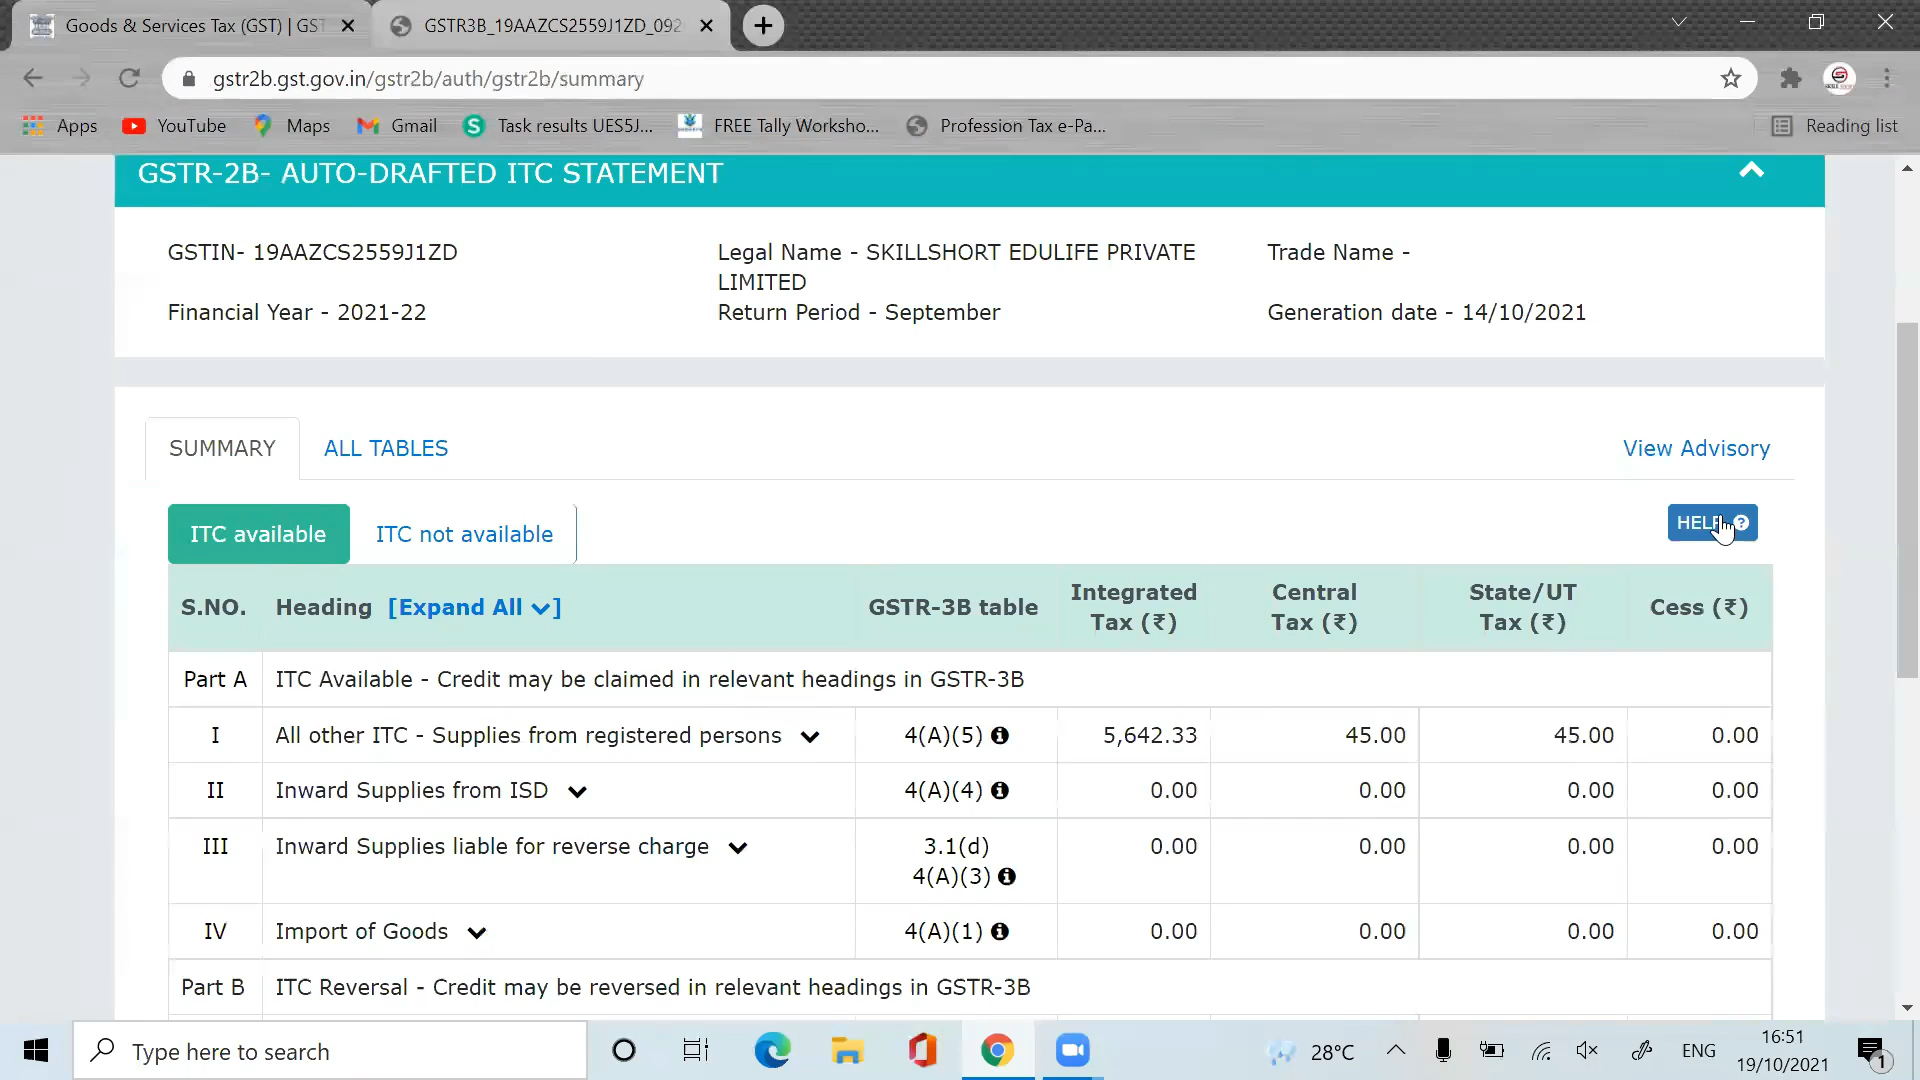 Goods & Services Tax (GST) | GST
GSTR3B_19AAZCS2559J1ZD_092
gstr2b.gst.gov.in/gstr2b/auth/gstr2b/summary
Apps YouTube Maps Gmail Task results UES5J... FREE Tally Worksho... Profession Tax e-Pa... Reading list
GSTR-2B- AUTO-DRAFTED ITC STATEMENT
GSTIN- 19AAZCS2559J1ZD Legal Name - SKILLSHORT EDULIFE PRIVATE LIMITED Trade Name -
Financial Year - 2021-22 Return Period - September Generation date - 14/10/2021
SUMMARY ALL TABLES View Advisory
ITC available ITC not available HELP
S.NO. Heading [Expand All ] GSTR-3B table Integrated Tax (₹) Central Tax (₹) State/UT Tax (₹) Cess (₹)
Part A ITC Available - Credit may be claimed in relevant headings in GSTR-3B
I All other ITC - Supplies from registered persons 4(A)(5) 5,642.33 45.00 45.00 0.00
II Inward Supplies from ISD 4(A)(4) 0.00 0.00 0.00 0.00
III Inward Supplies liable for reverse charge 3.1(d) 4(A)(3) 0.00 0.00 0.00 0.00
IV Import of Goods 4(A)(1) 0.00 0.00 0.00 0.00
Part B ITC Reversal - Credit may be reversed in relevant headings in GSTR-3B
Type here to search 28°C ENG 16:51
19/10/2021 1